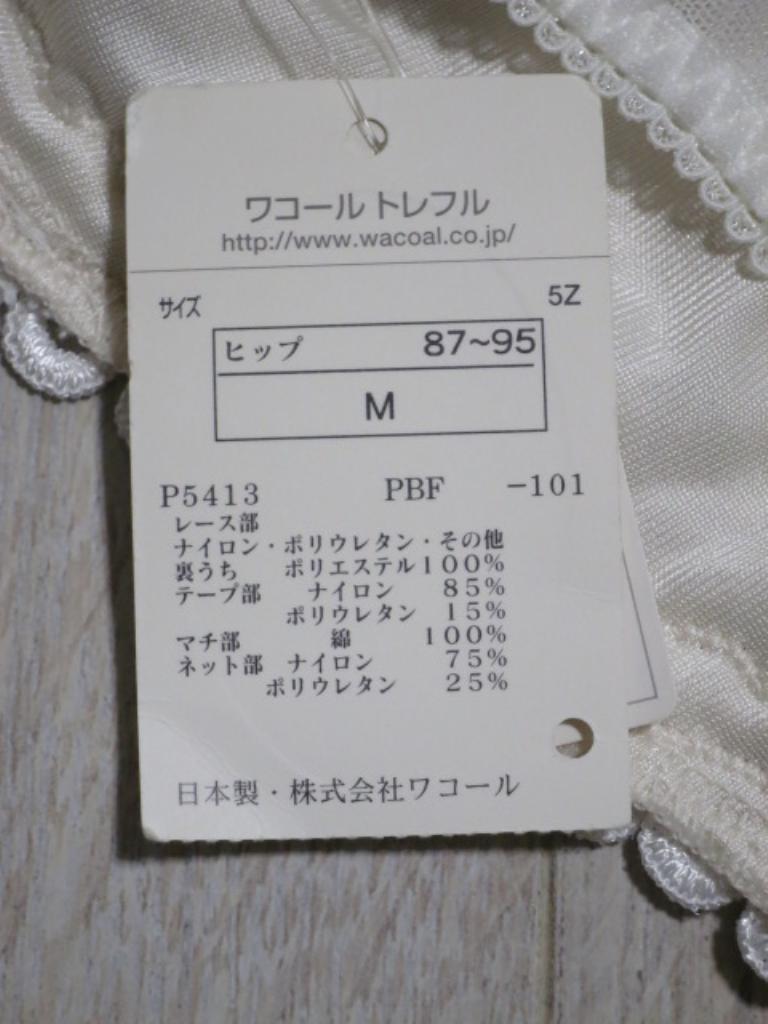 ワコール トレフル
http://www.wacoal.co.jp/
サイズ 5Z
ヒップ 87~95
M
P5413 PBF -101
レース部
ナイロン・ポリウレタン・その他
裏うち ポリエステル100%
テープ部 ナイロン 85%
ポリウレタン 15%
マチ部 綿 100%
ネット部 ナイロン 75%
ポリウレタン 25%
日本製・株式会社ワコール